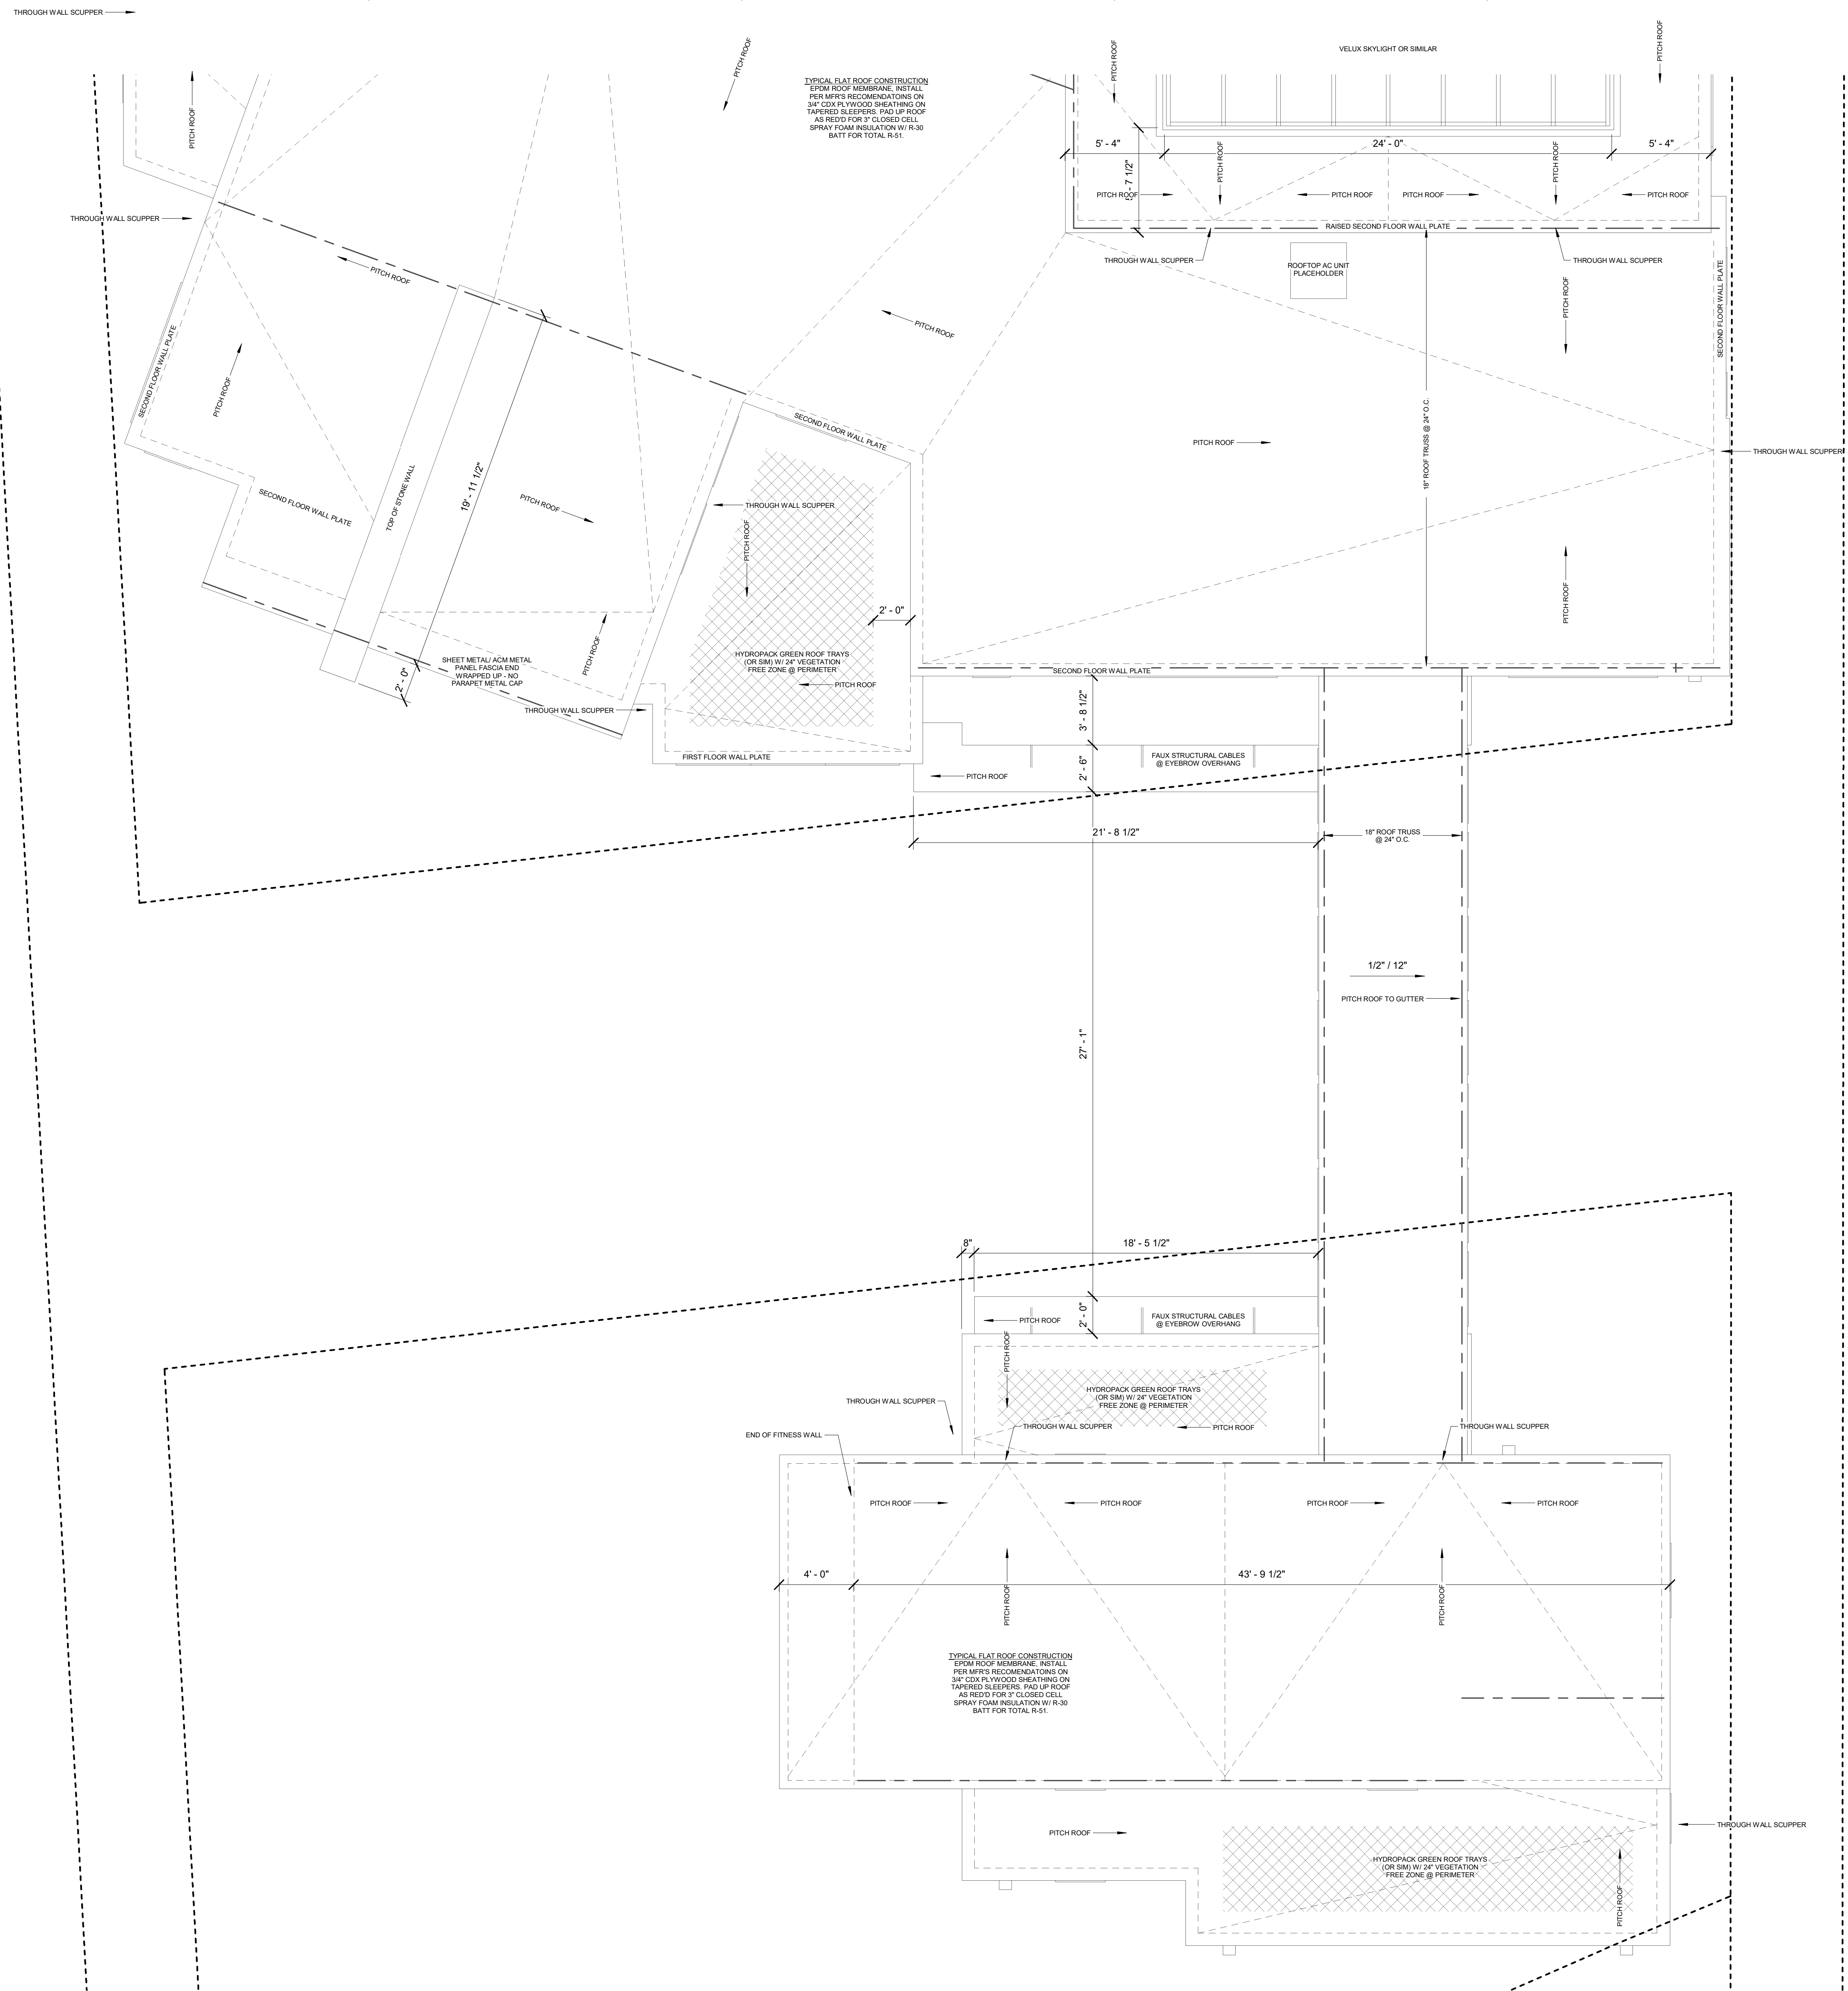 THROUGH WALL SCUPPER
VELUX SKYLIGHT OR SIMILAR
PITCH ROOF
PITCH ROOF
PITCH ROOF
PITCH ROOF
TYPICAL FLAT ROOF CONSTRUCTION
EPDM ROOF MEMBRANE, INSTALL
PER MFR'S RECOMENDATOINS ON
3/4" CDX PLYWOOD SHEATHING ON
TAPERED SLEEPERS. PAD UP ROOF
AS REQ'D FOR 3" CLOSED CELL
SPRAY FOAM INSULATION W/ R-30
BATT FOR TOTAL R-51.
5' - 4"
24' - 0"
5' - 4"
- 7 1/2"
PITCH ROOF
PITCH ROOF
PITCH ROOF
PITCH ROOF
PITCH ROOF
PITCH ROOF
THROUGH WALL SCUPPER
RAISED SECOND FLOOR WALL PLATE
THROUGH WALL SCUPPER
ROOFTOP AC UNIT
PLACEHOLDER
THROUGH WALL SCUPPER
PITCH ROOF
PITCH ROOF
PITCH ROOF
SECOND FLOOR WALL PLATE
SECOND FLOOR WALL PLATE
PITCH ROOF
SECOND FLOOR WALL PLATE
18" ROOF TRUSS @ 24" O.C.
PITCH ROOF
THROUGH WALL SCUPPER
SECOND FLOOR WALL PLATE
TOP OF STONE WALL
19' - 11 1/2"
PITCH ROOF
THROUGH WALL SCUPPER
PITCH ROOF
PITCH ROOF
2' - 0"
PITCH ROOF
SHEET METAL/ ACM METAL
PANEL FASCIA END
WRAPPED UP - NO
PARAPET METAL CAP
2' - 0"
HYDROPACK GREEN ROOF TRAYS
(OR SIM) W/ 24" VEGETATION
FREE ZONE @ PERIMETER
PITCH ROOF
SECOND FLOOR WALL PLATE
THROUGH WALL SCUPPER
3' - 8 1/2"
FIRST FLOOR WALL PLATE
FAUX STRUCTURAL CABLES
@ EYEBROW OVERHANG
PITCH ROOF
2' - 6"
21' - 8 1/2"
18" ROOF TRUSS
@ 24" O.C.
1/2" / 12"
PITCH ROOF TO GUTTER
27' - 1"
8"
18' - 5 1/2"
2' - 0"
PITCH ROOF
FAUX STRUCTURAL CABLES
@ EYEBROW OVERHANG
PITCH ROOF
HYDROPACK GREEN ROOF TRAYS
(OR SIM) W/ 24" VEGETATION
FREE ZONE @ PERIMETER
THROUGH WALL SCUPPER
THROUGH WALL SCUPPER
PITCH ROOF
THROUGH WALL SCUPPER
END OF FITNESS WALL
PITCH ROOF
PITCH ROOF
PITCH ROOF
PITCH ROOF
4' - 0"
43' - 9 1/2"
PITCH ROOF
PITCH ROOF
TYPICAL FLAT ROOF CONSTRUCTION
EPDM ROOF MEMBRANE, INSTALL
PER MFR'S RECOMENDATOINS ON
3/4" CDX PLYWOOD SHEATHING ON
TAPERED SLEEPERS. PAD UP ROOF
AS REQ'D FOR 3" CLOSED CELL
SPRAY FOAM INSULATION W/ R-30
BATT FOR TOTAL R-51.
THROUGH WALL SCUPPER
PITCH ROOF
HYDROPACK GREEN ROOF TRAYS
(OR SIM) W/ 24" VEGETATION
FREE ZONE @ PERIMETER
PITCH ROOF